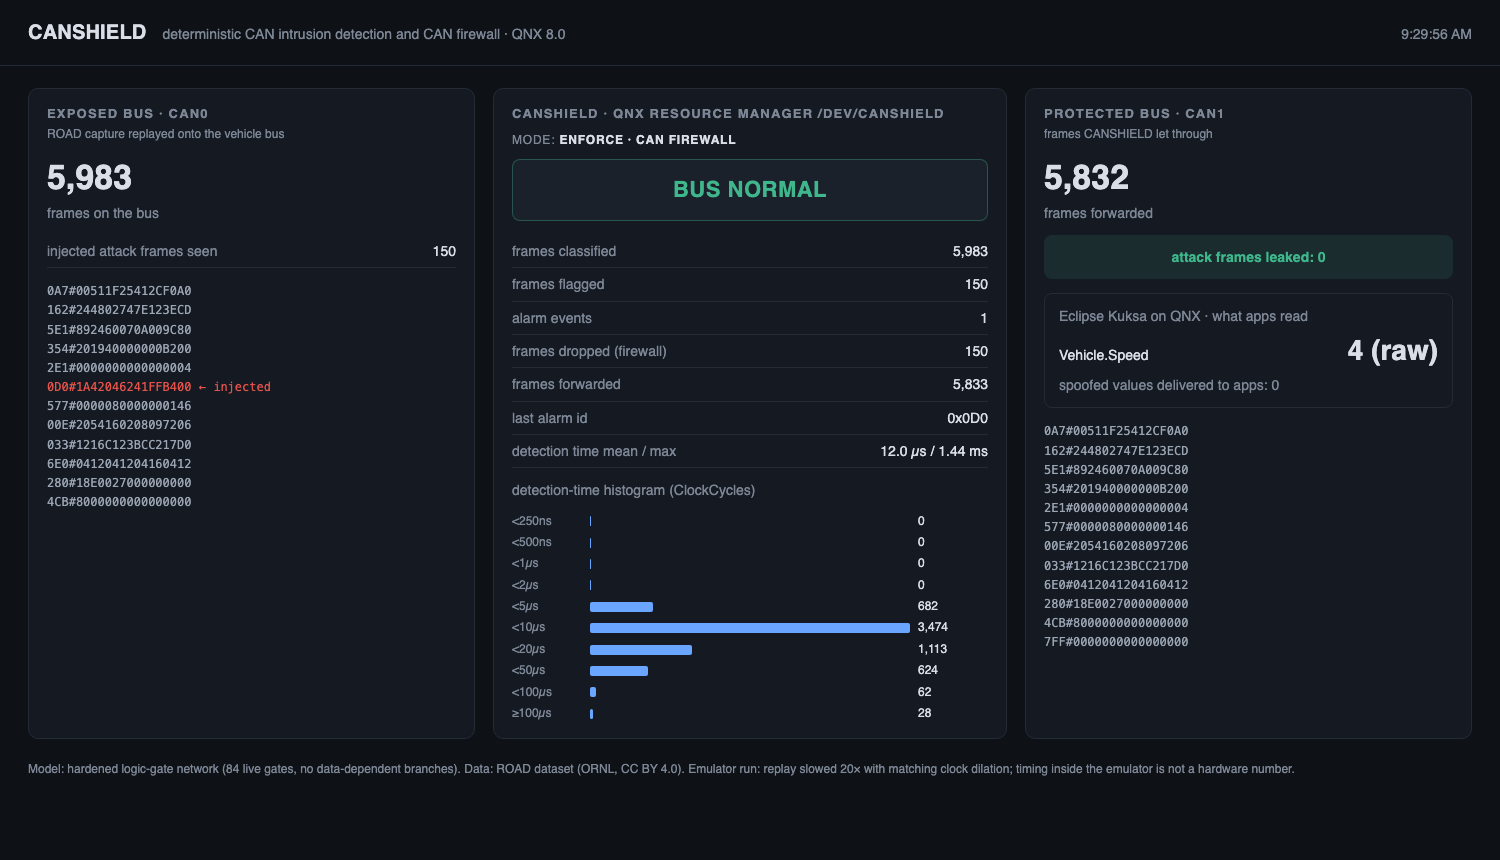 CANSHIELD deterministic CAN intrusion detection and CAN firewall · QNX 8.0 9:29:56 AM
EXPOSED BUS · CAN0
ROAD capture replayed onto the vehicle bus
5,983
frames on the bus
injected attack frames seen 150
0A7#00511F25412CF0A0
162#244802747E123ECD
5E1#892460070A009C80
354#201940000000B200
2E1#0000000000000004
0D0#1A42046241FFB400 ← injected
577#0000080000000146
00E#2054160208097206
033#1216C123BCC217D0
6E0#0412041204160412
280#18E0027000000000
4CB#8000000000000000
CANSHIELD · QNX RESOURCE MANAGER /DEV/CANSHIELD
MODE: ENFORCE · CAN FIREWALL
BUS NORMAL
frames classified 5,983
frames flagged 150
alarm events 1
frames dropped (firewall) 150
frames forwarded 5,833
last alarm id 0x0D0
detection time mean / max 12.0 µs / 1.44 ms
detection-time histogram (ClockCycles)
<250ns 0
<500ns 0
<1µs 0
<2µs 0
<5µs 682
<10µs 3,474
<20µs 1,113
<50µs 624
<100µs 62
≥100µs 28
PROTECTED BUS · CAN1
frames CANSHIELD let through
5,832
frames forwarded
attack frames leaked: 0
Eclipse Kuksa on QNX · what apps read
Vehicle.Speed 4 (raw)
spoofed values delivered to apps: 0
0A7#00511F25412CF0A0
162#244802747E123ECD
5E1#892460070A009C80
354#201940000000B200
2E1#0000000000000004
577#0000080000000146
00E#2054160208097206
033#1216C123BCC217D0
6E0#0412041204160412
280#18E0027000000000
4CB#8000000000000000
7FF#0000000000000000
Model: hardened logic-gate network (84 live gates, no data-dependent branches). Data: ROAD dataset (ORNL, CC BY 4.0). Emulator run: replay slowed 20× with matching clock dilation; timing inside the emulator is not a hardware number.